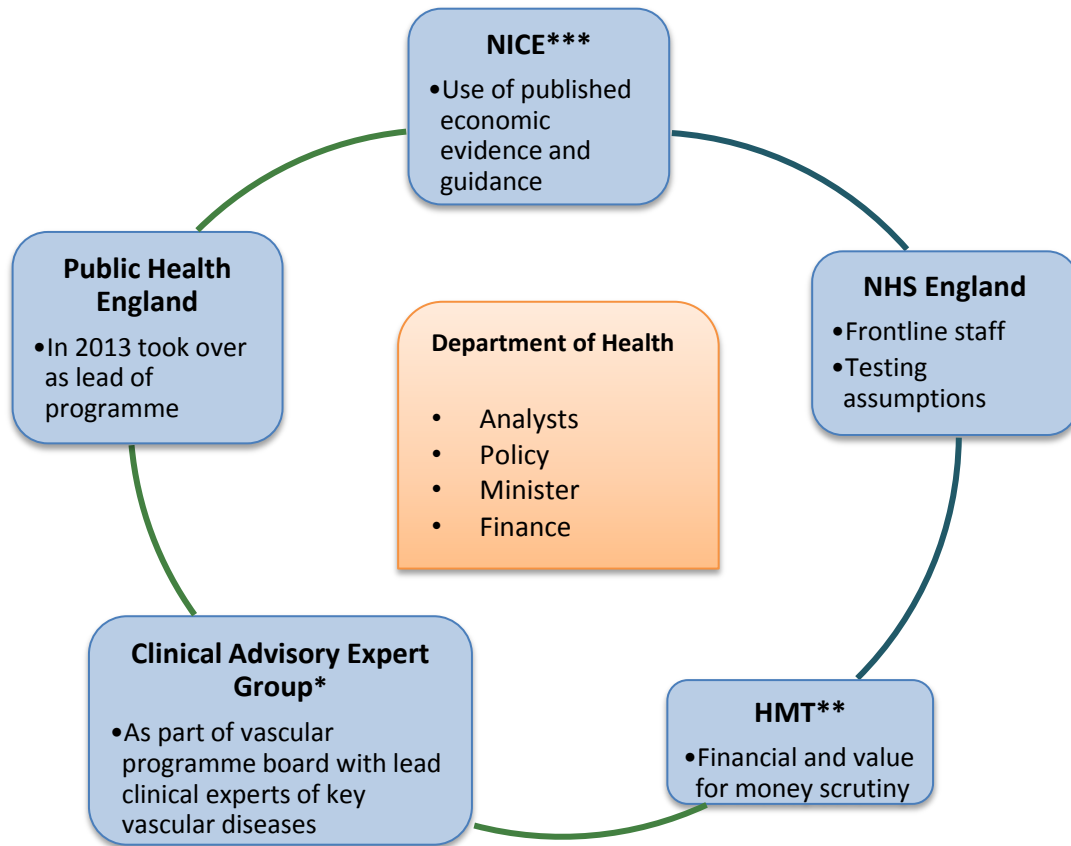 NICE***
•Use of published
economic
evidence and
guidance
Public Health
England
•In 2013 took over
as lead of
programme
NHS England
•Frontline staff
•Testing
assumptions
Department of Health
• Analysts
• Policy
• Minister
• Finance
Clinical Advisory Expert
Group*
•As part of vascular
programme board with lead
clinical experts of key
vascular diseases
HMT**
•Financial and value
for money scrutiny